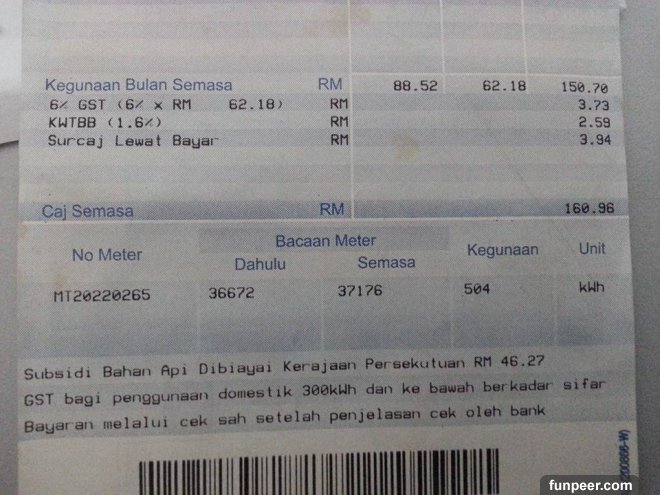 Kegunaan Bulan Semasa RM 88.52 62.18 150.70
6% GST (6% x RM 62.18) RM 3.73
KWTBB (1.6%) RM 2.59
Surcaj Lewat Bayar RM 3.94
Caj Semasa RM 160.96
No Meter Bacaan Meter Kegunaan Unit
Dahulu Semasa
MT20220265 36672 37176 504 kWh
Subsidi Bahan Api Dibiayai Kerajaan Persekutuan RM 46.27
GST bagi penggunaan domestik 300kWh dan ke bawah berkadar sifar
Bayaran melalui cek sah setelah penjelasan cek oleh bank
funpeer.com